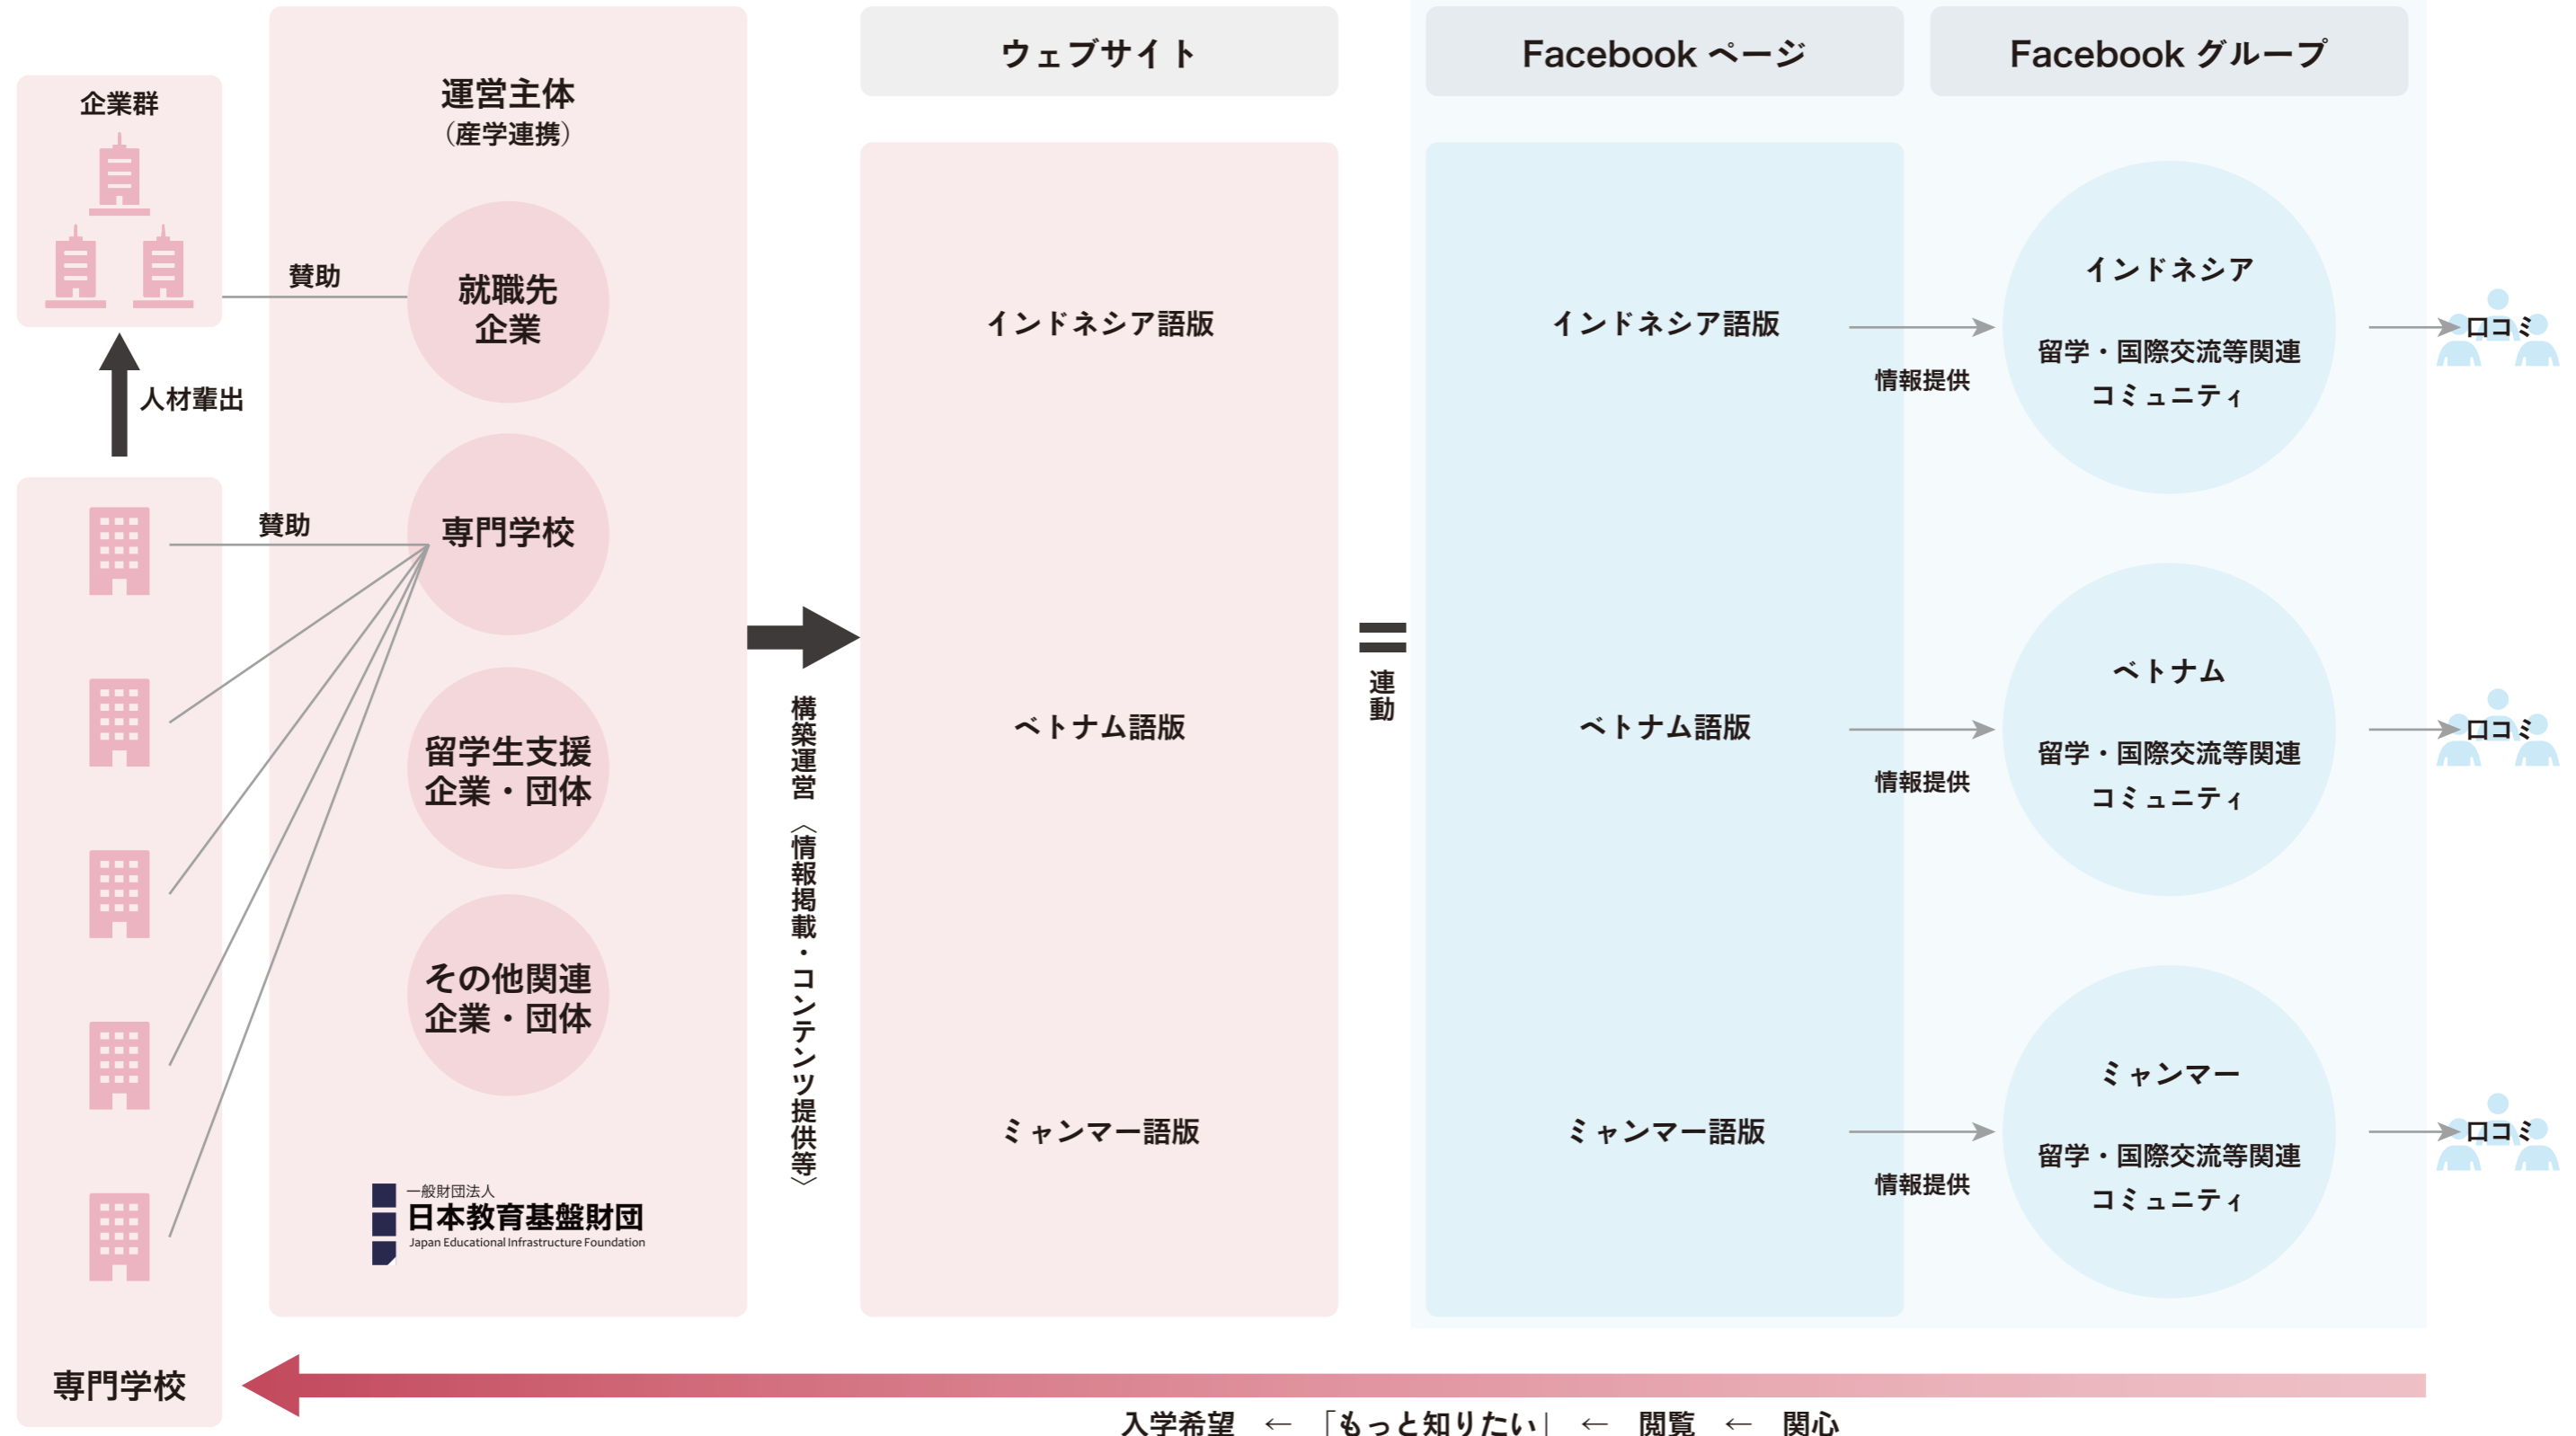 企業群
人材輩出
専門学校
賛助
賛助
運営主体
（産学連携）
就職先
企業
専門学校
留学生支援
企業・団体
その他関連
企業・団体
一般財団法人
日本教育基盤財団
Japan Educational Infrastructure Foundation
構築運営〈情報掲載・コンテンツ提供等〉
ウェブサイト
インドネシア語版
ベトナム語版
ミャンマー語版
連動
Facebook ページ
インドネシア語版
ベトナム語版
ミャンマー語版
情報提供
情報提供
情報提供
Facebook グループ
インドネシア
留学・国際交流等関連
コミュニティ
ベトナム
留学・国際交流等関連
コミュニティ
ミャンマー
留学・国際交流等関連
コミュニティ
口コミ
口コミ
口コミ
入学希望 ← 「もっと知りたい」 ← 閲覧 ← 関心